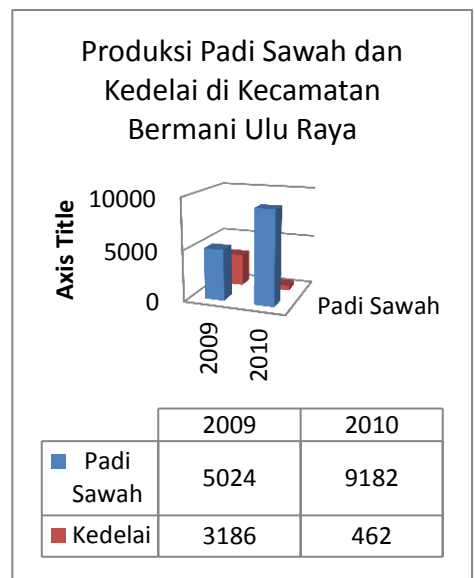 Produksi Padi Sawah dan
Kedelai di Kecamatan
Bermani Ulu Raya
Axis Title
10000
5000
0
2009
2010
Padi Sawah
2009 2010
Padi
Sawah
5024 9182
Kedelai 3186 462